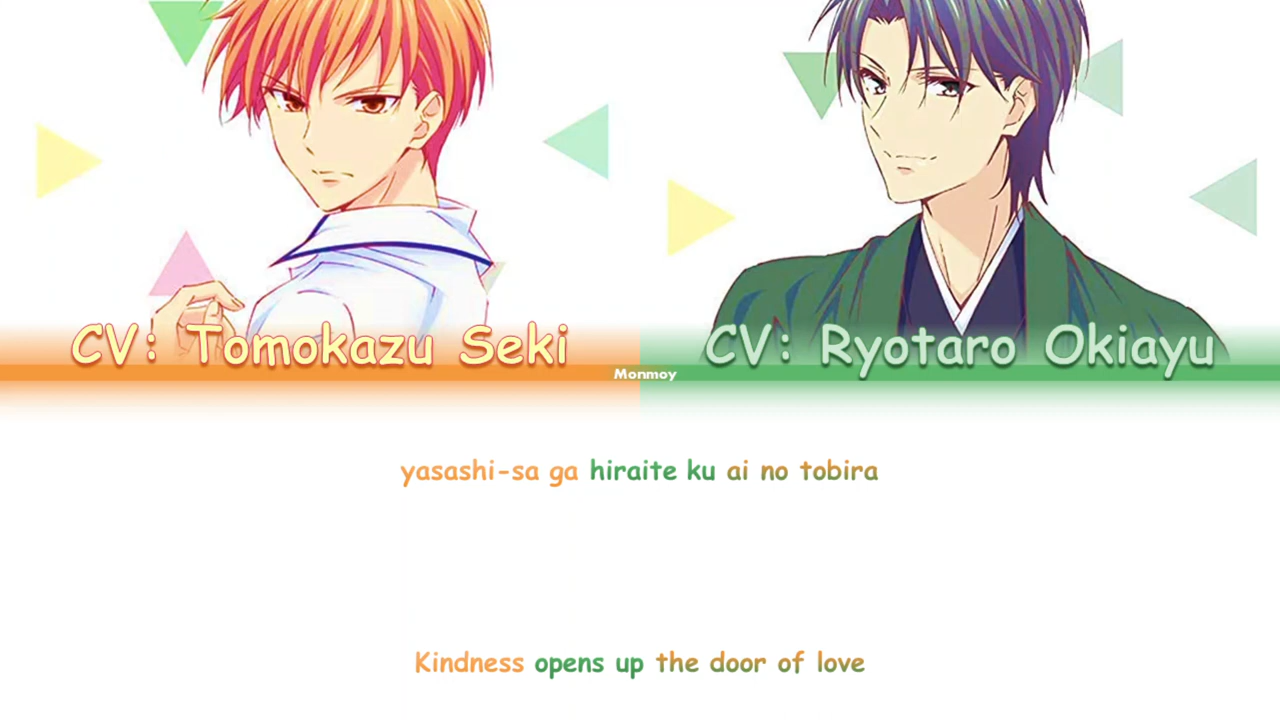 CV: Tomokazu Seki
CV: Ryotaro Okiayu
Monmoy
yasashi-sa ga hiraite ku ai no tobira
Kindness opens up the door of love